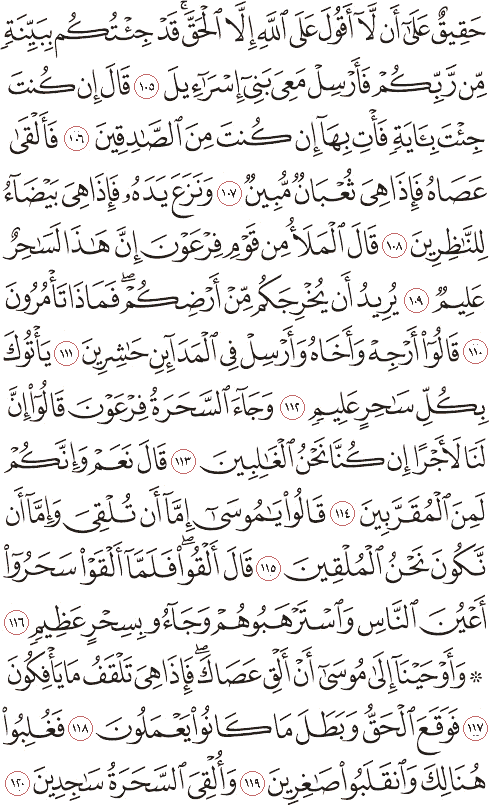 حَقِيقٌ عَلَىٰٓ أَن لَّآ أَقُولَ عَلَى ٱللَّهِ إِلَّا ٱلْحَقَّۚ قَدْ جِئْتُكُم بِبَيِّنَةٍ
مِّن رَّبِّكُمْ فَأَرْسِلْ مَعِىَ بَنِىٓ إِسْرَٰٓءِيلَ ١٠٥ قَالَ إِن كُنتَ
جِئْتَ بِـَٔايَةٍ فَأْتِ بِهَآ إِن كُنتَ مِنَ ٱلصَّٰدِقِينَ ١٠٦ فَأَلْقَىٰ
عَصَاهُ فَإِذَا هِىَ ثُعْبَانٌ مُّبِينٌ ١٠٧ وَنَزَعَ يَدَهُۥ فَإِذَا هِىَ بَيْضَآءُ
لِلنَّٰظِرِينَ ١٠٨ قَالَ ٱلْمَلَأُ مِن قَوْمِ فِرْعَوْنَ إِنَّ هَٰذَا لَسَٰحِرٌ
عَلِيمٌ ١٠٩ يُرِيدُ أَن يُخْرِجَكُم مِّنْ أَرْضِكُمْۖ فَمَاذَا تَأْمُرُونَ
١١٠ قَالُوٓا۟ أَرْجِهْ وَأَخَاهُ وَأَرْسِلْ فِى ٱلْمَدَآئِنِ حَٰشِرِينَ ١١١ يَأْتُوكَ
بِكُلِّ سَٰحِرٍ عَلِيمٍ ١١٢ وَجَآءَ ٱلسَّحَرَةُ فِرْعَوْنَ قَالُوٓا۟ إِنَّ
لَنَا لَأَجْرًا إِن كُنَّا نَحْنُ ٱلْغَٰلِبِينَ ١١٣ قَالَ نَعَمْ وَإِنَّكُمْ
لَمِنَ ٱلْمُقَرَّبِينَ ١١٤ قَالُوا۟ يَٰمُوسَىٰٓ إِمَّآ أَن تُلْقِىَ وَإِمَّآ أَن
نَّكُونَ نَحْنُ ٱلْمُلْقِينَ ١١٥ قَالَ أَلْقُوا۟ۖ فَلَمَّآ أَلْقَوْا۟ سَحَرُوٓا۟
أَعْيُنَ ٱلنَّاسِ وَٱسْتَرْهَبُوهُمْ وَجَآءُو بِسِحْرٍ عَظِيمٍ ١١٦
۞ وَأَوْحَيْنَآ إِلَىٰ مُوسَىٰٓ أَنْ أَلْقِ عَصَاكَۖ فَإِذَا هِىَ تَلْقَفُ مَا يَأْفِكُونَ
١١٧ فَوَقَعَ ٱلْحَقُّ وَبَطَلَ مَا كَانُوا۟ يَعْمَلُونَ ١١٨ فَغُلِبُوا۟
هُنَالِكَ وَٱنقَلَبُوا۟ صَٰغِرِينَ ١١٩ وَأُلْقِىَ ٱلسَّحَرَةُ سَٰجِدِينَ ١٢٠